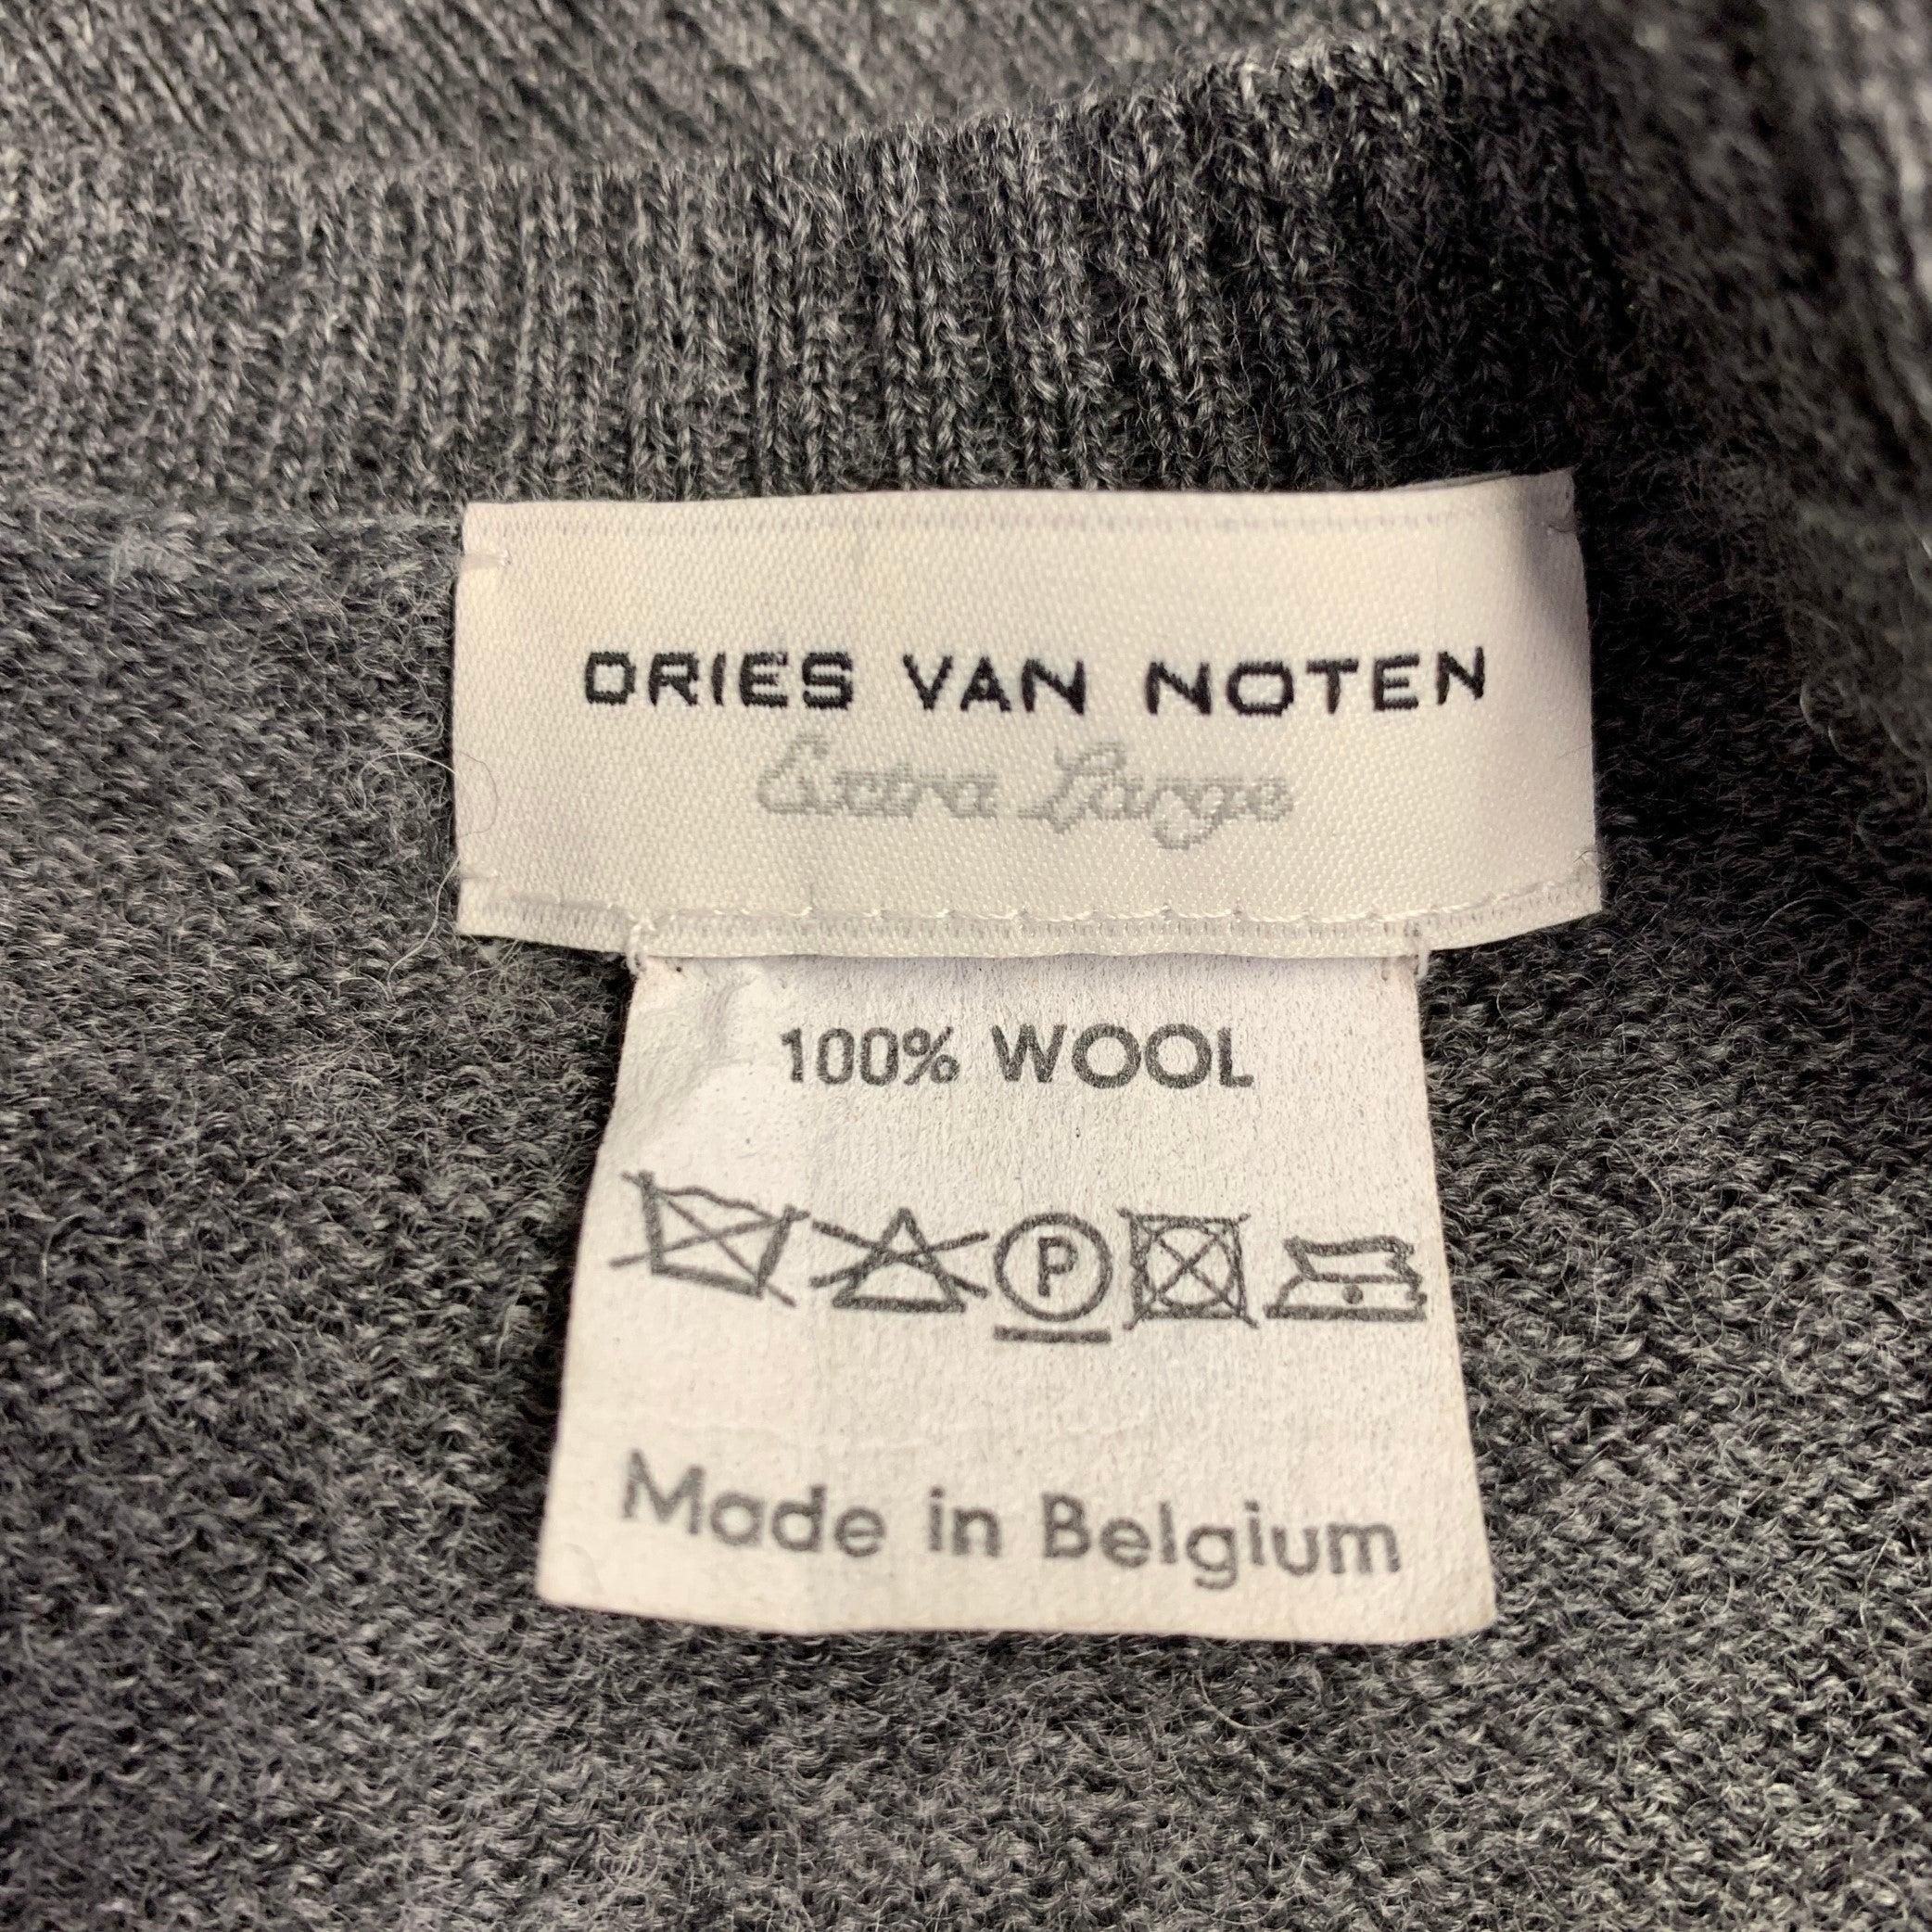 DRIES VAN NOTEN
Extra Large
100% WOOL
P
Made in Belgium